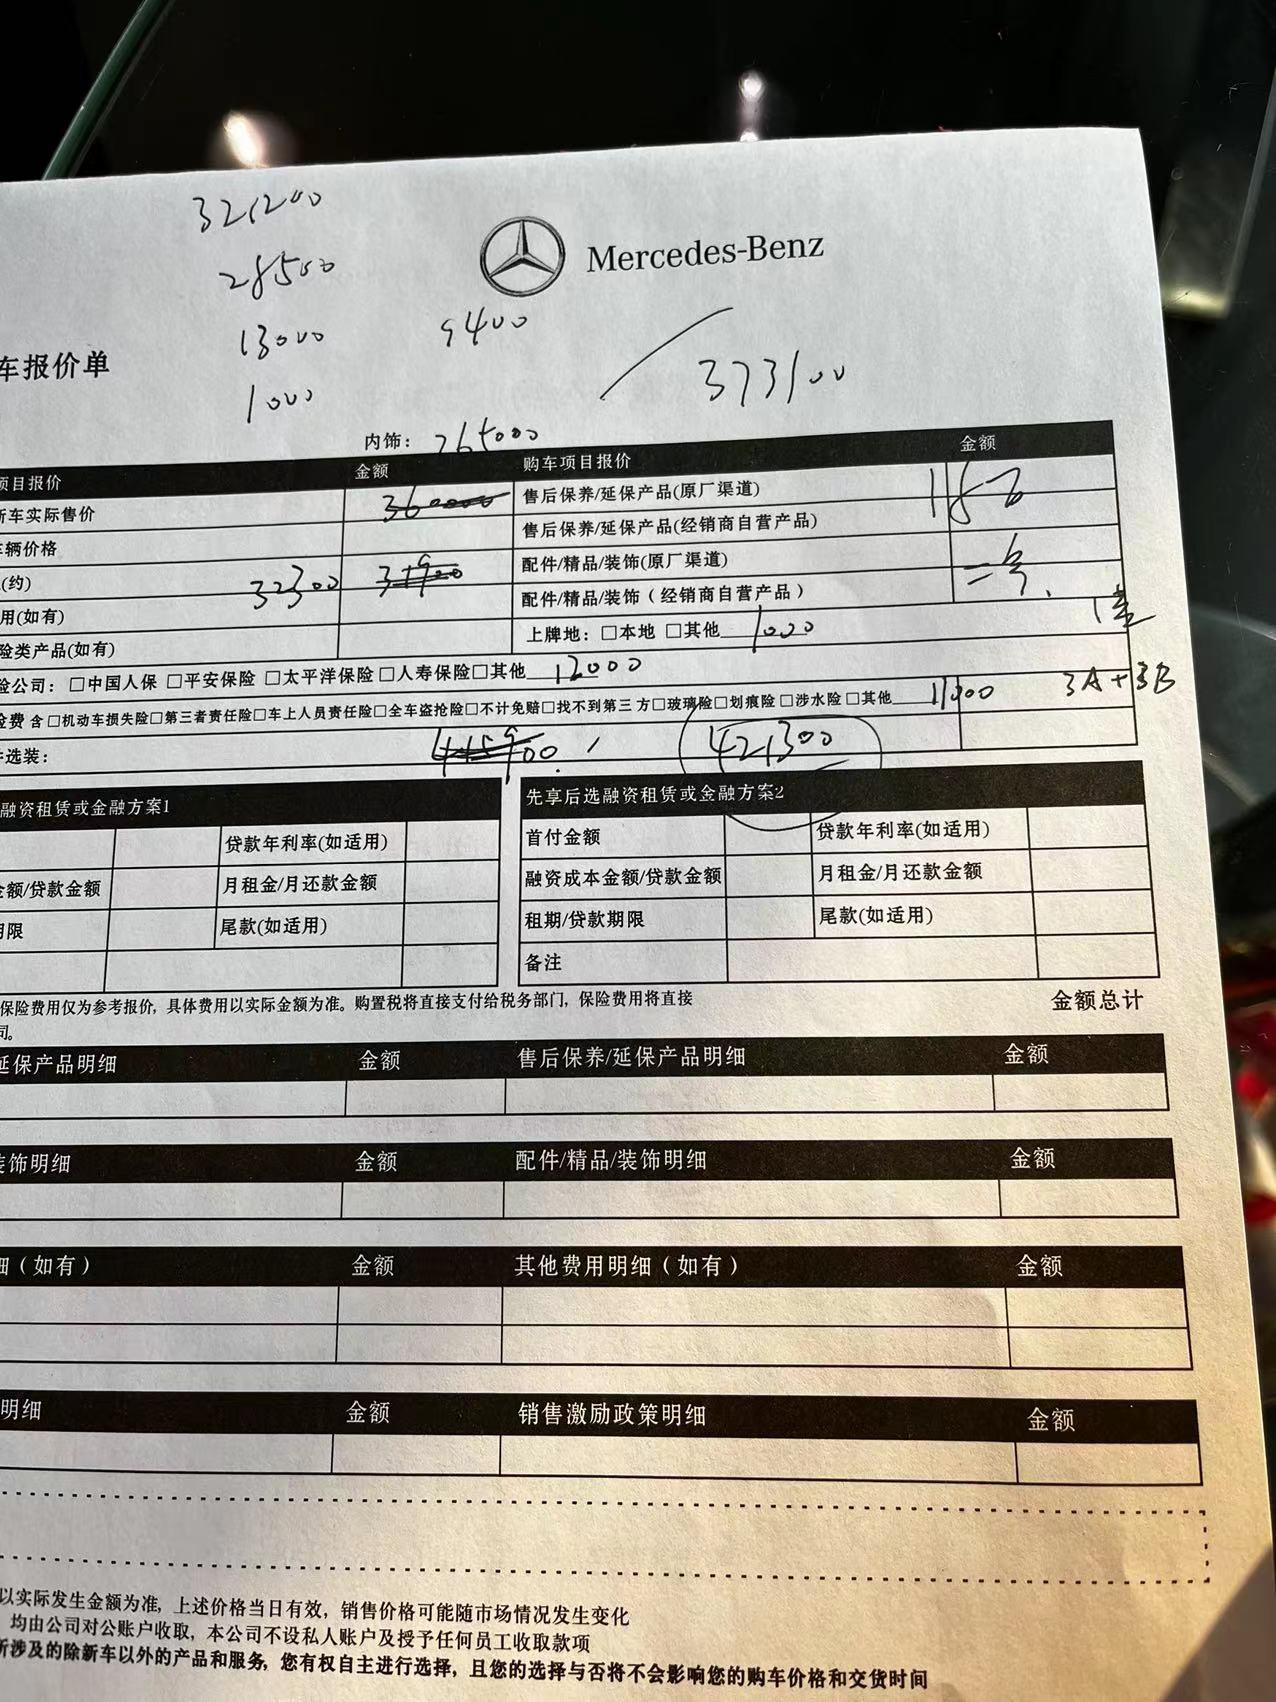 321200
28500
Mercedes-Benz
13000
9400
车报价单
1000
373100
内饰：
265000
项目报价
金额
购车项目报价
金额
新车实际售价
360000
售后保养/延保产品(原厂渠道)
车辆价格
售后保养/延保产品(经销商自营产品)
(约)
32300
31900
配件/精品/装饰(原厂渠道)
用(如有)
配件/精品/装饰（经销商自营产品）
险类产品(如有)
上牌地：□本地 □其他 1000
险公司：□中国人保 □平安保险 □太平洋保险 □人寿保险□其他 12000
3A+3B
险费 含□机动车损失险□第三者责任险□车上人员责任险□全车盗抢险□不计免赔□找不到第三方□玻璃险□划痕险□涉水险□其他
选装：
421300
融资租赁或金融方案1
先享后选融资租赁或金融方案2
贷款年利率(如适用)
首付金额
贷款年利率(如适用)
金额/贷款金额
月租金/月还款金额
融资成本金额/贷款金额
月租金/月还款金额
期限
尾款(如适用)
租期/贷款期限
尾款(如适用)
备注
保险费用仅为参考报价，具体费用以实际金额为准。购置税将直接支付给税务部门，保险费用将直接
金额总计
司。
延保产品明细
金额
售后保养/延保产品明细
金额
装饰明细
金额
配件/精品/装饰明细
金额
细（如有）
金额
其他费用明细（如有）
金额
明细
金额
销售激励政策明细
金额
以实际发生金额为准，上述价格当日有效，销售价格可能随市场情况发生变化
均由公司对公账户收取，本公司不设私人账户及授予任何员工收取款项
所涉及的除新车以外的产品和服务，您有权自主进行选择，且您的选择与否将不会影响您的购车价格和交货时间